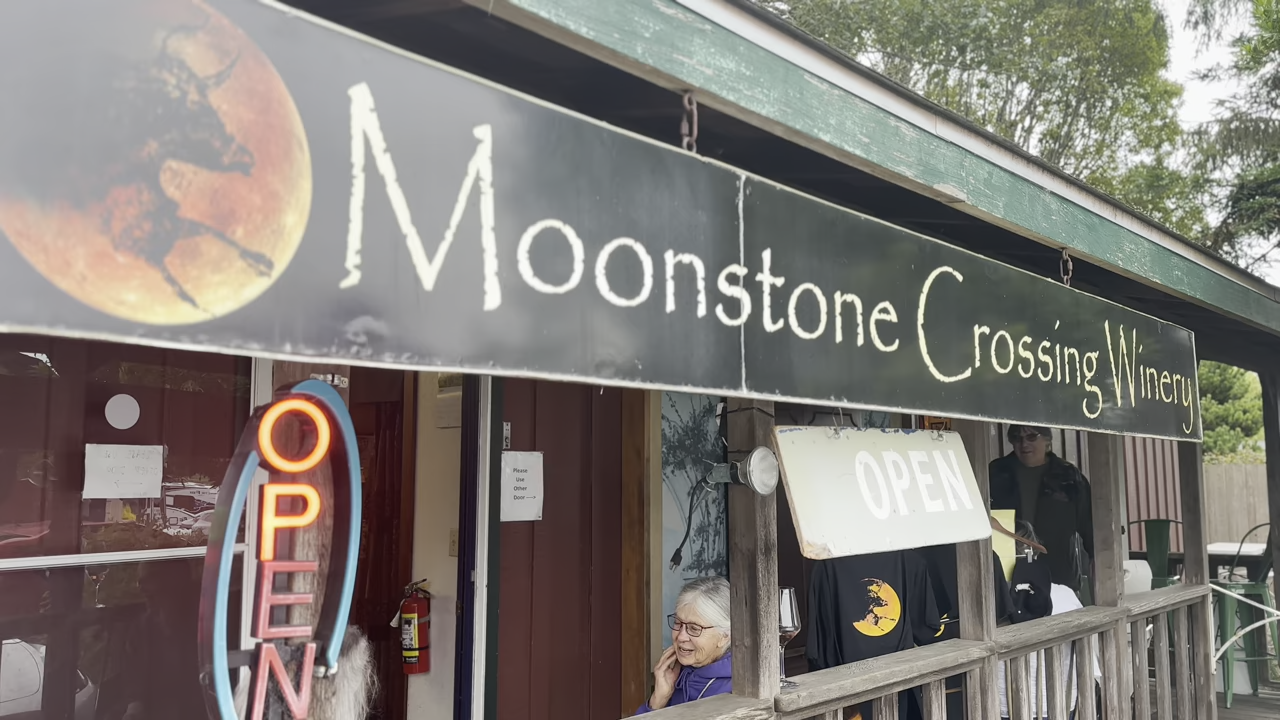 Moonstone Crossing Winery
OPEN
Please
Use
Other
Door
OPEN